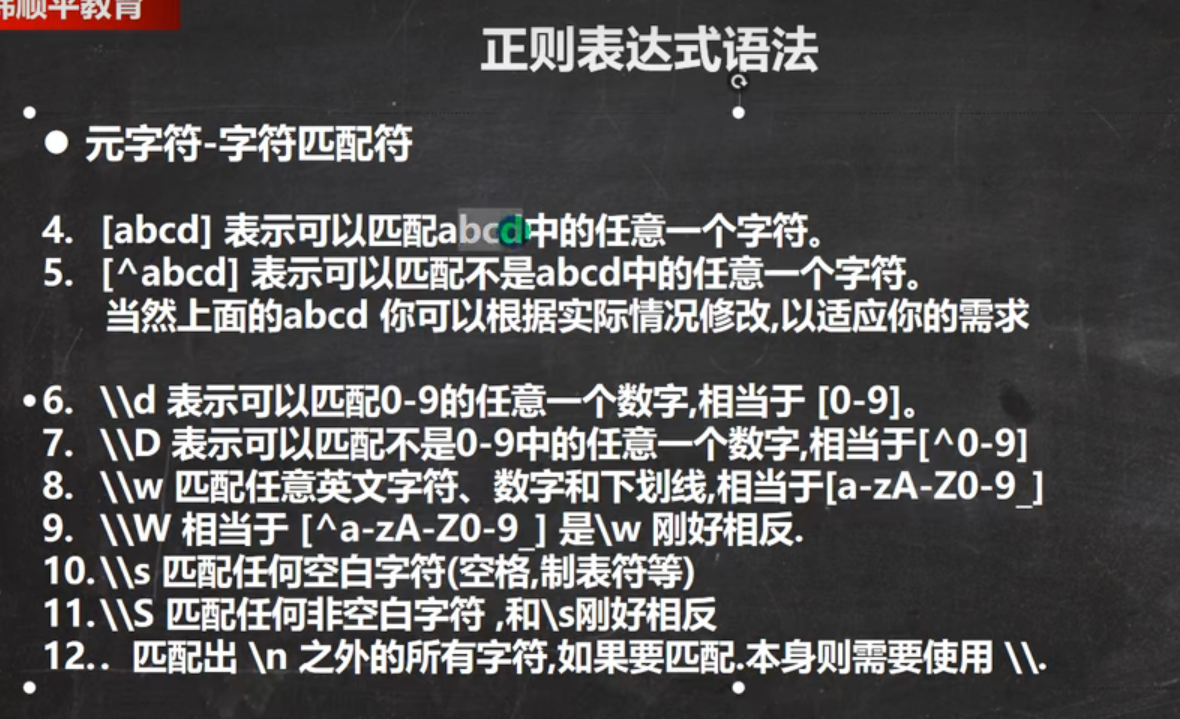 韩顺平教育
正则表达式语法
● 元字符-字符匹配符
4. [abcd] 表示可以匹配abcd中的任意一个字符。
5. [^abcd] 表示可以匹配不是abcd中的任意一个字符。
当然上面的abcd 你可以根据实际情况修改,以适应你的需求
6. \\d 表示可以匹配0-9的任意一个数字,相当于 [0-9]。
7. \\D 表示可以匹配不是0-9中的任意一个数字,相当于[^0-9]
8. \\w 匹配任意英文字符、数字和下划线,相当于[a-zA-Z0-9_]
9. \\W 相当于 [^a-zA-Z0-9_] 是\w 刚好相反.
10.\\s 匹配任何空白字符(空格,制表符等)
11.\\S 匹配任何非空白字符 ,和\s刚好相反
12.. 匹配出 \n 之外的所有字符,如果要匹配.本身则需要使用 \\.